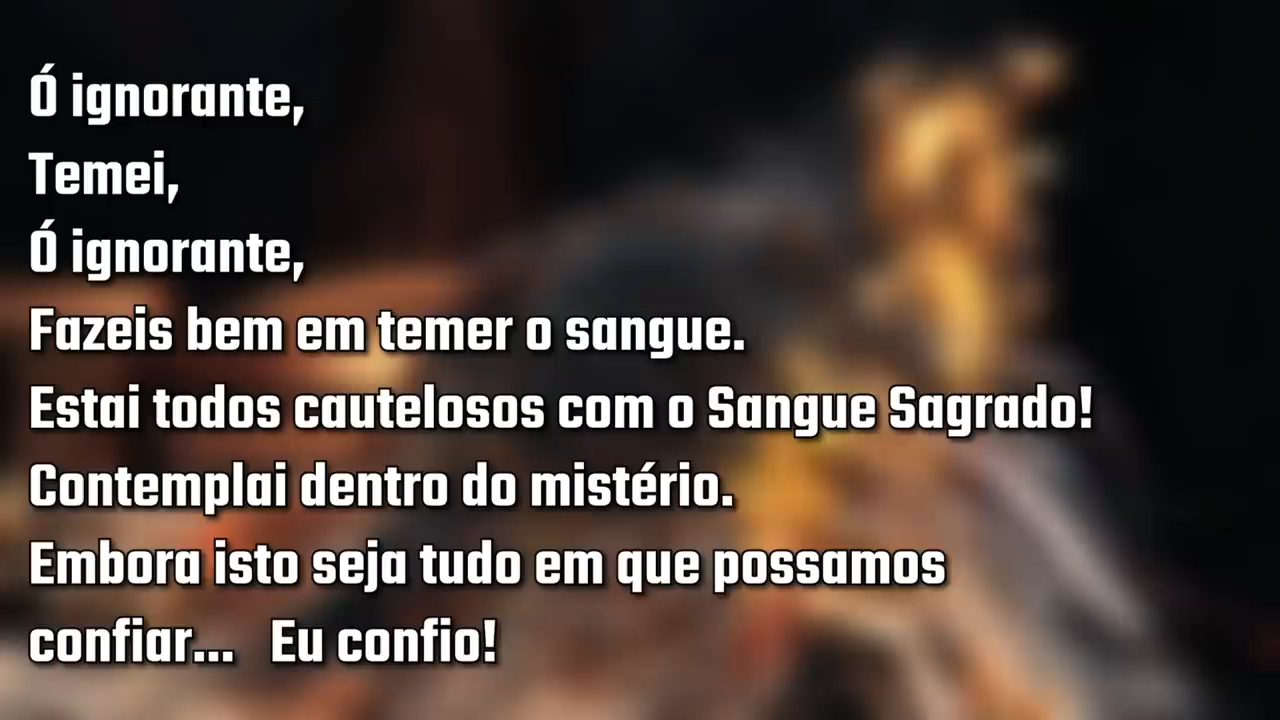 Ó ignorante,
Temei,
Ó ignorante,
Fazeis bem em temer o sangue.
Estai todos cautelosos com o Sangue Sagrado!
Contemplai dentro do mistério.
Embora isto seja tudo em que possamos
confiar... Eu confio!